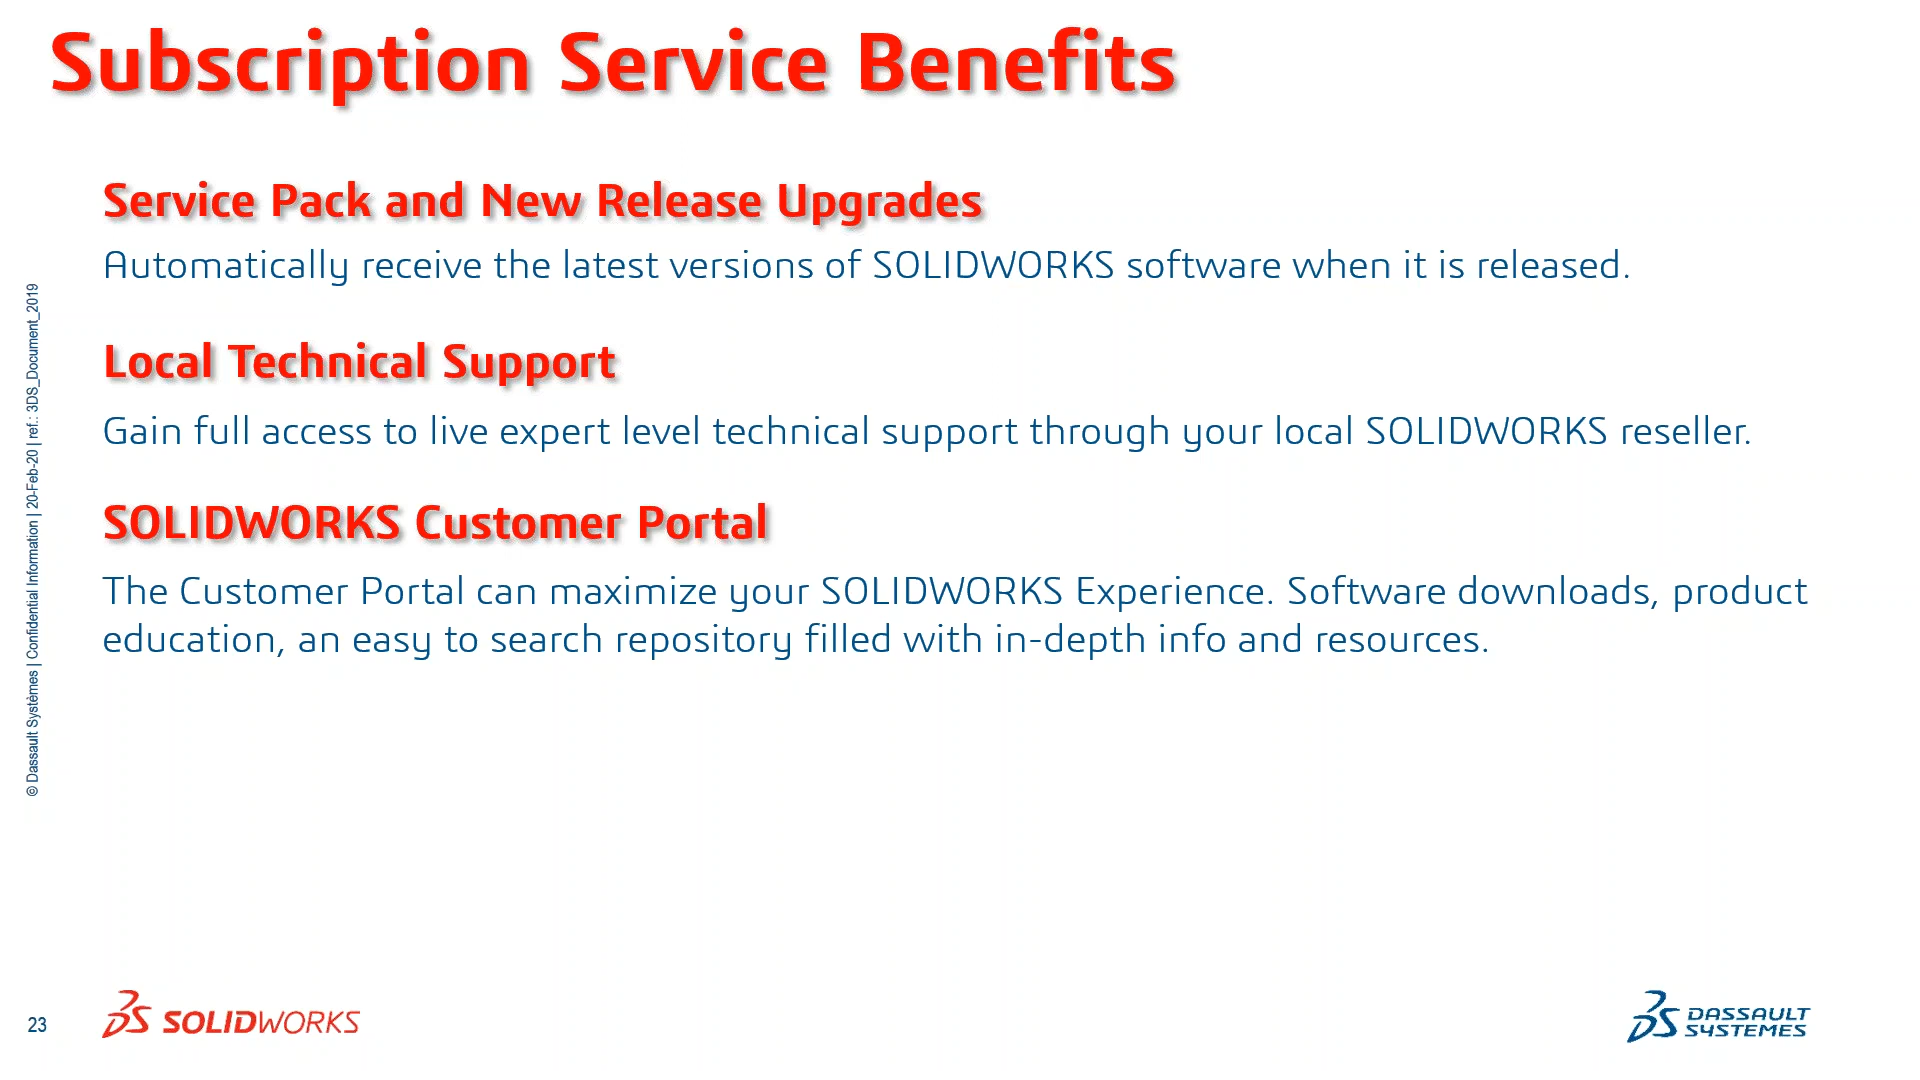 Subscription Service Benefits
Service Pack and New Release Upgrades
Automatically receive the latest versions of SOLIDWORKS software when it is released.
Local Technical Support
Gain full access to live expert level technical support through your local SOLIDWORKS reseller.
SOLIDWORKS Customer Portal
The Customer Portal can maximize your SOLIDWORKS Experience. Software downloads, product
education, an easy to search repository filled with in-depth info and resources.
© Dassault Systèmes | Confidential Information | 20-Feb-20 | ref.: 3DS_Document_2019
23
SOLIDWORKS
DASSAULT
SYSTEMES